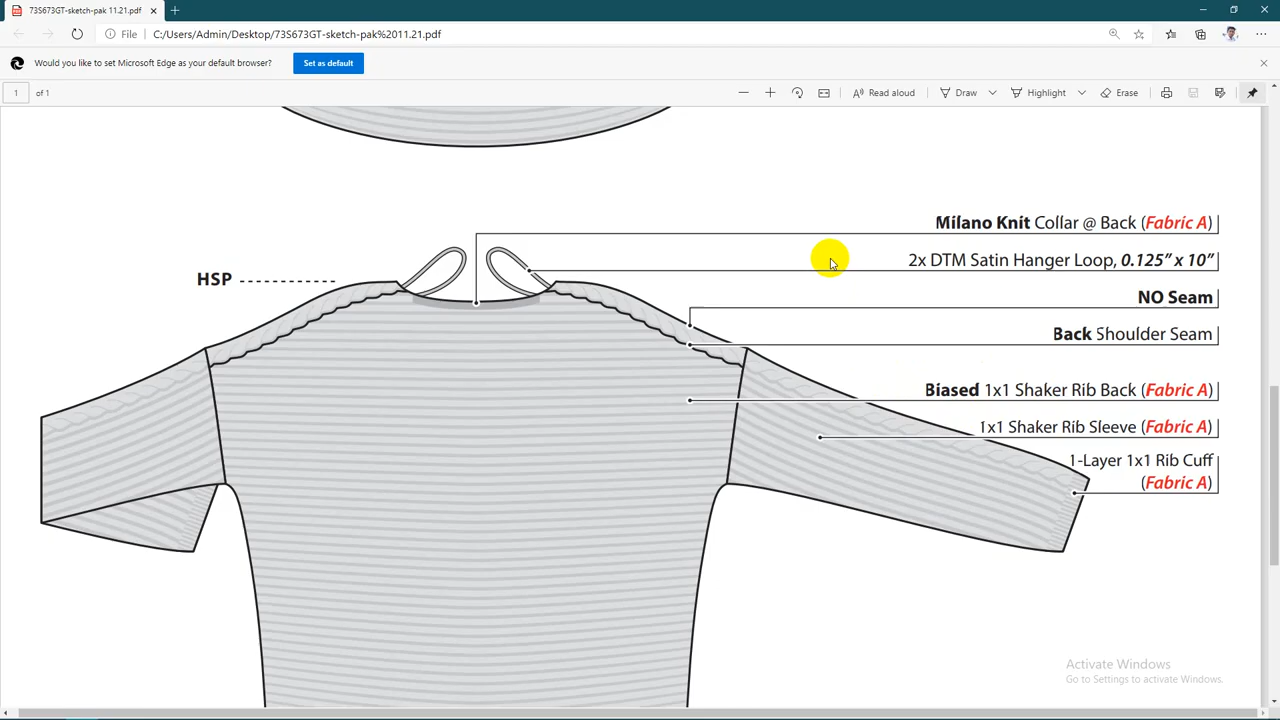 73S673GT-sketch-pak 11.21.pdf
File C:/Users/Admin/Desktop/73S673GT-sketch-pak%2011.21.pdf
Would you like to set Microsoft Edge as your default browser? Set as default
1 of 1 Read aloud Draw Highlight Erase
Milano Knit Collar @ Back (Fabric A)
2x DTM Satin Hanger Loop, 0.125" x 10"
HSP
NO Seam
Back Shoulder Seam
Biased 1x1 Shaker Rib Back (Fabric A)
1x1 Shaker Rib Sleeve (Fabric A)
1-Layer 1x1 Rib Cuff
(Fabric A)
Activate Windows
Go to Settings to activate Windows.